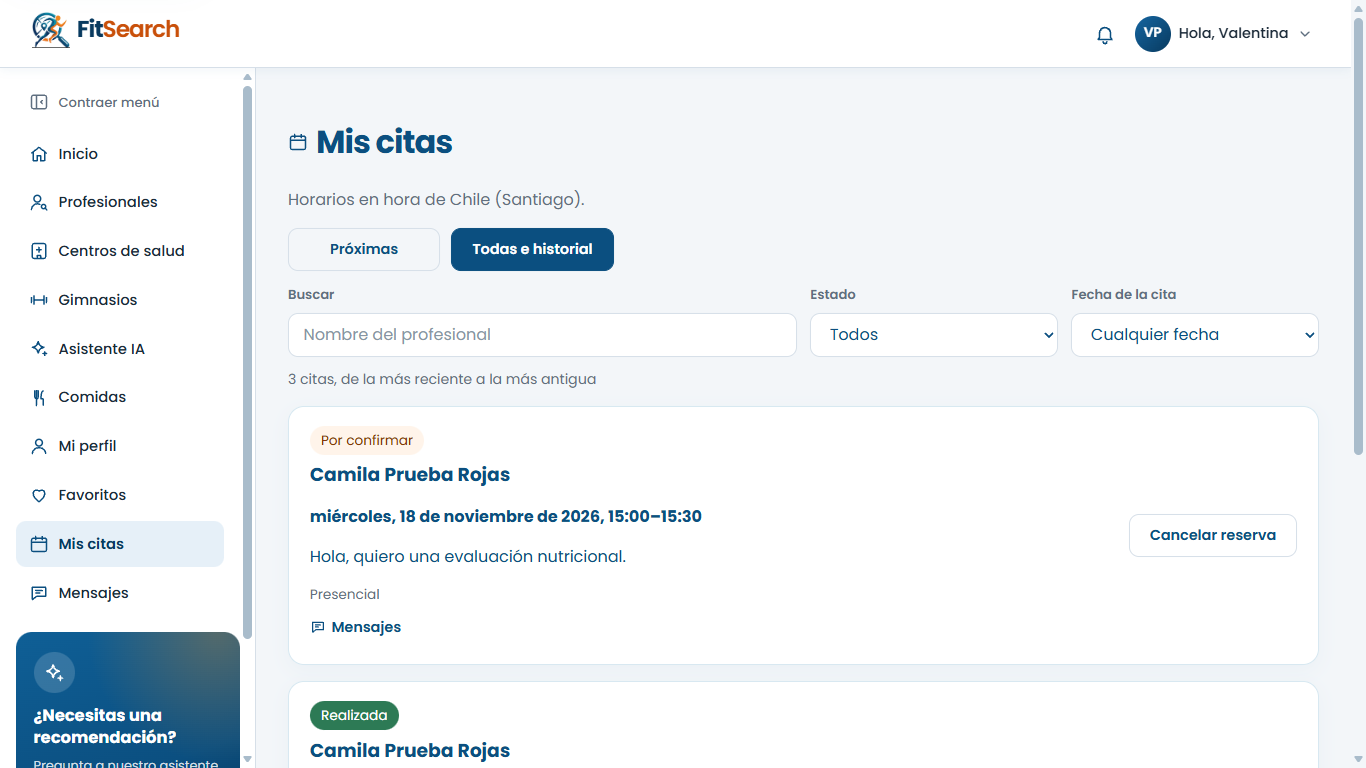 FitSearch
VP
Hola, Valentina
Contraer menú
Inicio
Profesionales
Centros de salud
Gimnasios
Asistente IA
Comidas
Mi perfil
Favoritos
Mis citas
Mensajes
¿Necesitas una
recomendación?
Pregunta a nuestro asistente
Mis citas
Horarios en hora de Chile (Santiago).
Próximas
Todas e historial
Buscar
Estado
Fecha de la cita
Nombre del profesional
Todos
Cualquier fecha
3 citas, de la más reciente a la más antigua
Por confirmar
Camila Prueba Rojas
miércoles, 18 de noviembre de 2026, 15:00–15:30
Hola, quiero una evaluación nutricional.
Presencial
Mensajes
Cancelar reserva
Realizada
Camila Prueba Rojas